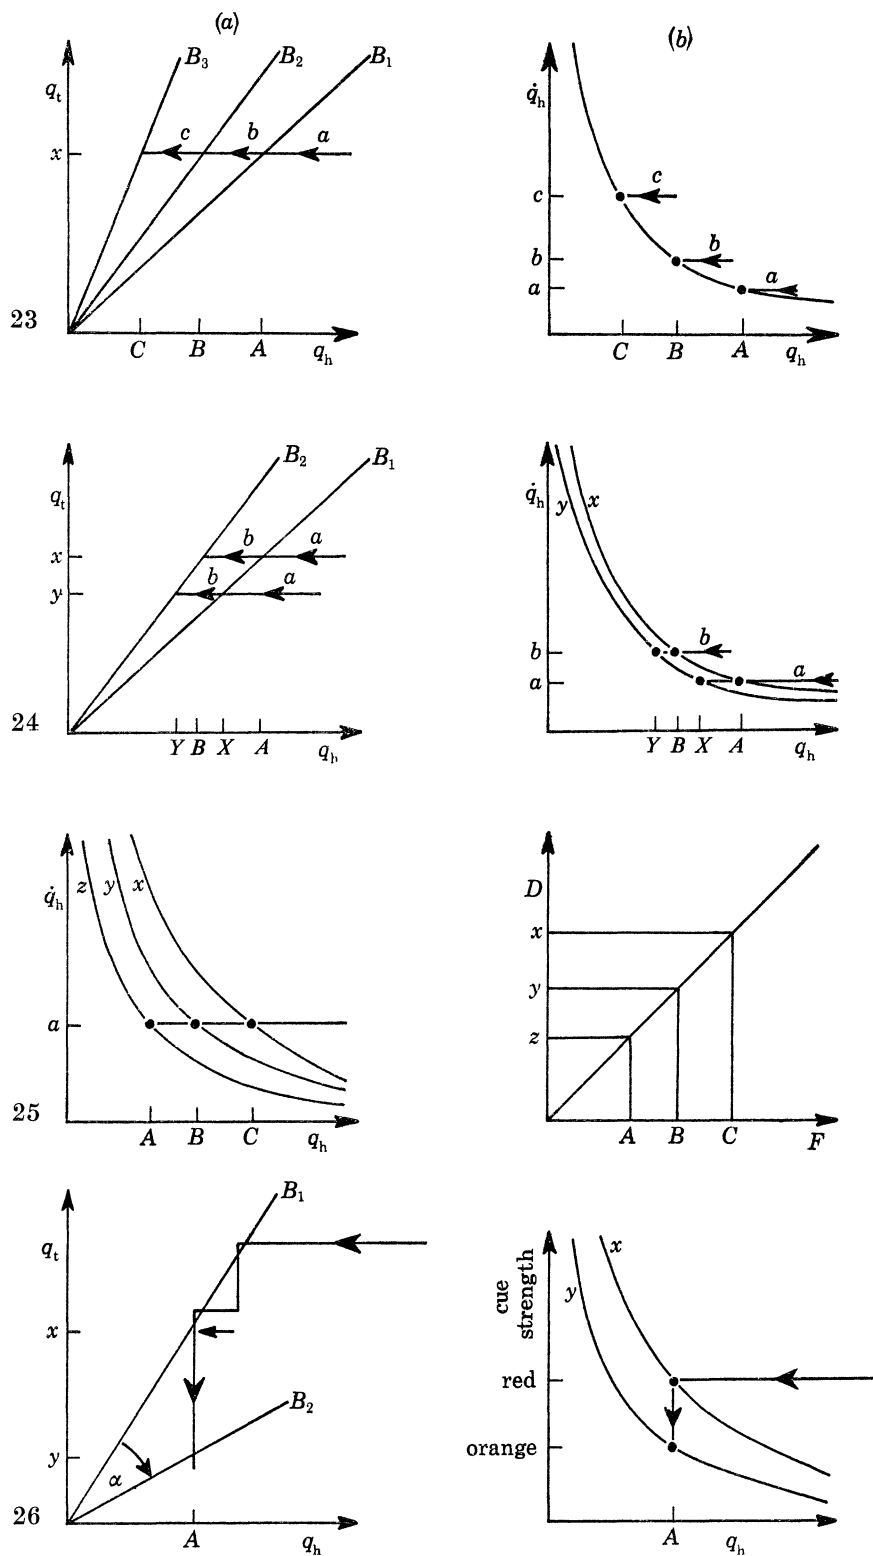 (a)
(b)
q_t
B_3
B_2
B_1
x
c
b
a
23
C
B
A
q_h
q̇_h
c
b
a
c
b
a
C
B
A
q_h
q_t
B_2
B_1
x
y
b
a
b
a
24
Y
B
X
A
q_h
q̇_h
y
x
b
a
b
a
Y
B
X
A
q_h
q̇_h
z
y
x
a
25
A
B
C
q_h
D
x
y
z
A
B
C
F
q_t
B_1
x
B_2
y
α
26
A
q_h
cue
strength
x
y
red
orange
A
q_h